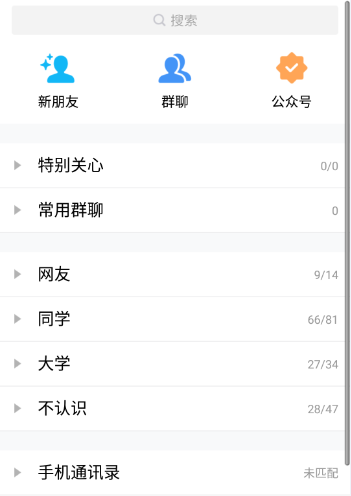 搜索
新朋友 群聊 公众号
特别关心 0/0
常用群聊 0
网友 9/14
同学 66/81
大学 27/34
不认识 28/47
手机通讯录 未匹配